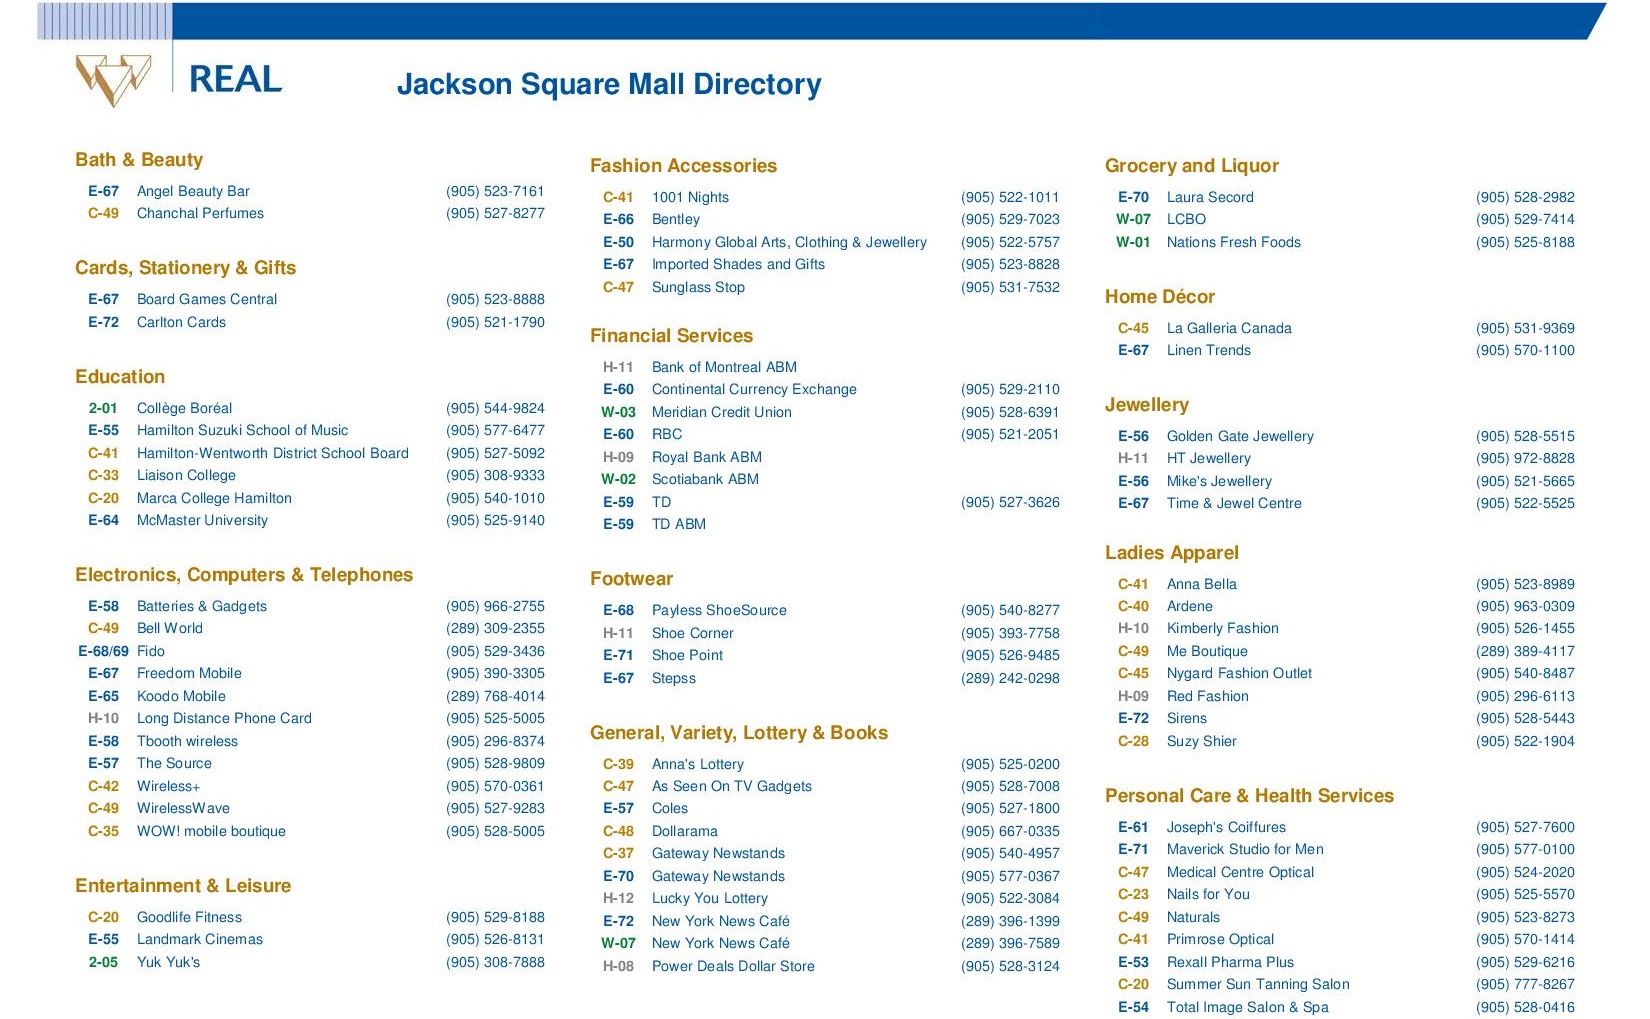 REAL
Jackson Square Mall Directory
Bath & Beauty
E-67 Angel Beauty Bar (905) 523-7161
C-49 Chanchal Perfumes (905) 527-8277
Cards, Stationery & Gifts
E-67 Board Games Central (905) 523-8888
E-72 Carlton Cards (905) 521-1790
Education
2-01 Collège Boréal (905) 544-9824
E-55 Hamilton Suzuki School of Music (905) 577-6477
C-41 Hamilton-Wentworth District School Board (905) 527-5092
C-33 Liaison College (905) 308-9333
C-20 Marca College Hamilton (905) 540-1010
E-64 McMaster University (905) 525-9140
Electronics, Computers & Telephones
E-58 Batteries & Gadgets (905) 966-2755
C-49 Bell World (289) 309-2355
E-68/69 Fido (905) 529-3436
E-67 Freedom Mobile (905) 390-3305
E-65 Koodo Mobile (289) 768-4014
H-10 Long Distance Phone Card (905) 525-5005
E-58 Tbooth wireless (905) 296-8374
E-57 The Source (905) 528-9809
C-42 Wireless+ (905) 570-0361
C-49 WirelessWave (905) 527-9283
C-35 WOW! mobile boutique (905) 528-5005
Entertainment & Leisure
C-20 Goodlife Fitness (905) 529-8188
E-55 Landmark Cinemas (905) 526-8131
2-05 Yuk Yuk's (905) 308-7888
Fashion Accessories
C-41 1001 Nights (905) 522-1011
E-66 Bentley (905) 529-7023
E-50 Harmony Global Arts, Clothing & Jewellery (905) 522-5757
E-67 Imported Shades and Gifts (905) 523-8828
C-47 Sunglass Stop (905) 531-7532
Financial Services
H-11 Bank of Montreal ABM
E-60 Continental Currency Exchange (905) 529-2110
W-03 Meridian Credit Union (905) 528-6391
E-60 RBC (905) 521-2051
H-09 Royal Bank ABM
W-02 Scotiabank ABM
E-59 TD (905) 527-3626
E-59 TD ABM
Footwear
E-68 Payless ShoeSource (905) 540-8277
H-11 Shoe Corner (905) 393-7758
E-71 Shoe Point (905) 526-9485
E-67 Stepss (289) 242-0298
General, Variety, Lottery & Books
C-39 Anna's Lottery (905) 525-0200
C-47 As Seen On TV Gadgets (905) 528-7008
E-57 Coles (905) 527-1800
C-48 Dollarama (905) 667-0335
C-37 Gateway Newstands (905) 540-4957
E-70 Gateway Newstands (905) 577-0367
H-12 Lucky You Lottery (905) 522-3084
E-72 New York News Café (289) 396-1399
W-07 New York News Café (289) 396-7589
H-08 Power Deals Dollar Store (905) 528-3124
Grocery and Liquor
E-70 Laura Secord (905) 528-2982
W-07 LCBO (905) 529-7414
W-01 Nations Fresh Foods (905) 525-8188
Home Décor
C-45 La Galleria Canada (905) 531-9369
E-67 Linen Trends (905) 570-1100
Jewellery
E-56 Golden Gate Jewellery (905) 528-5515
H-11 HT Jewellery (905) 972-8828
E-56 Mike's Jewellery (905) 521-5665
E-67 Time & Jewel Centre (905) 522-5525
Ladies Apparel
C-41 Anna Bella (905) 523-8989
C-40 Ardene (905) 963-0309
H-10 Kimberly Fashion (905) 526-1455
C-49 Me Boutique (289) 389-4117
C-45 Nygard Fashion Outlet (905) 540-8487
H-09 Red Fashion (905) 296-6113
E-72 Sirens (905) 528-5443
C-28 Suzy Shier (905) 522-1904
Personal Care & Health Services
E-61 Joseph's Coiffures (905) 527-7600
E-71 Maverick Studio for Men (905) 577-0100
C-47 Medical Centre Optical (905) 524-2020
C-23 Nails for You (905) 525-5570
C-49 Naturals (905) 523-8273
C-41 Primrose Optical (905) 570-1414
E-53 Rexall Pharma Plus (905) 529-6216
C-20 Summer Sun Tanning Salon (905) 777-8267
E-54 Total Image Salon & Spa (905) 528-0416